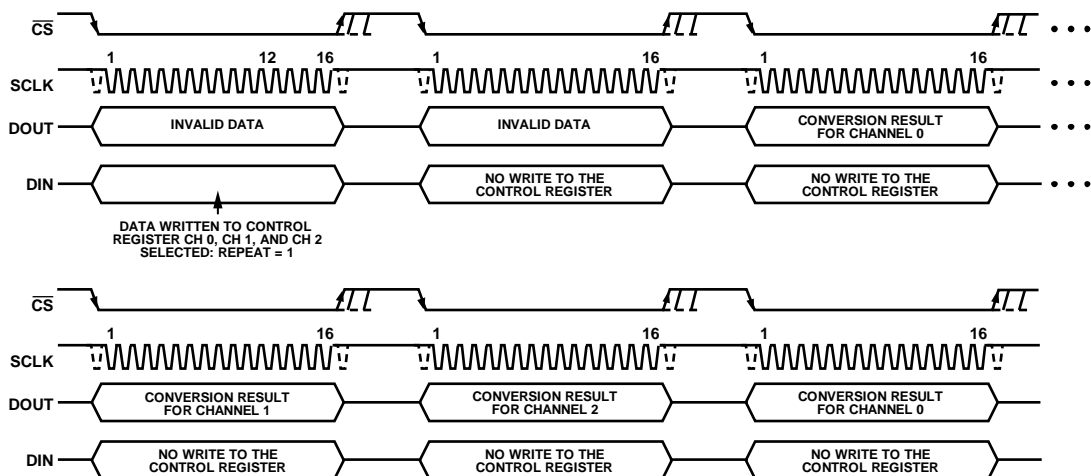 CS
1 12 16 1 16 1 16
SCLK
DOUT INVALID DATA INVALID DATA CONVERSION RESULT
FOR CHANNEL 0
DIN NO WRITE TO THE
CONTROL REGISTER NO WRITE TO THE
CONTROL REGISTER
DATA WRITTEN TO CONTROL
REGISTER CH 0, CH 1, AND CH 2
SELECTED: REPEAT = 1
CS
1 16 1 16 1 16
SCLK
DOUT CONVERSION RESULT
FOR CHANNEL 1 CONVERSION RESULT
FOR CHANNEL 2 CONVERSION RESULT
FOR CHANNEL 0
DIN NO WRITE TO THE
CONTROL REGISTER NO WRITE TO THE
CONTROL REGISTER NO WRITE TO THE
CONTROL REGISTER